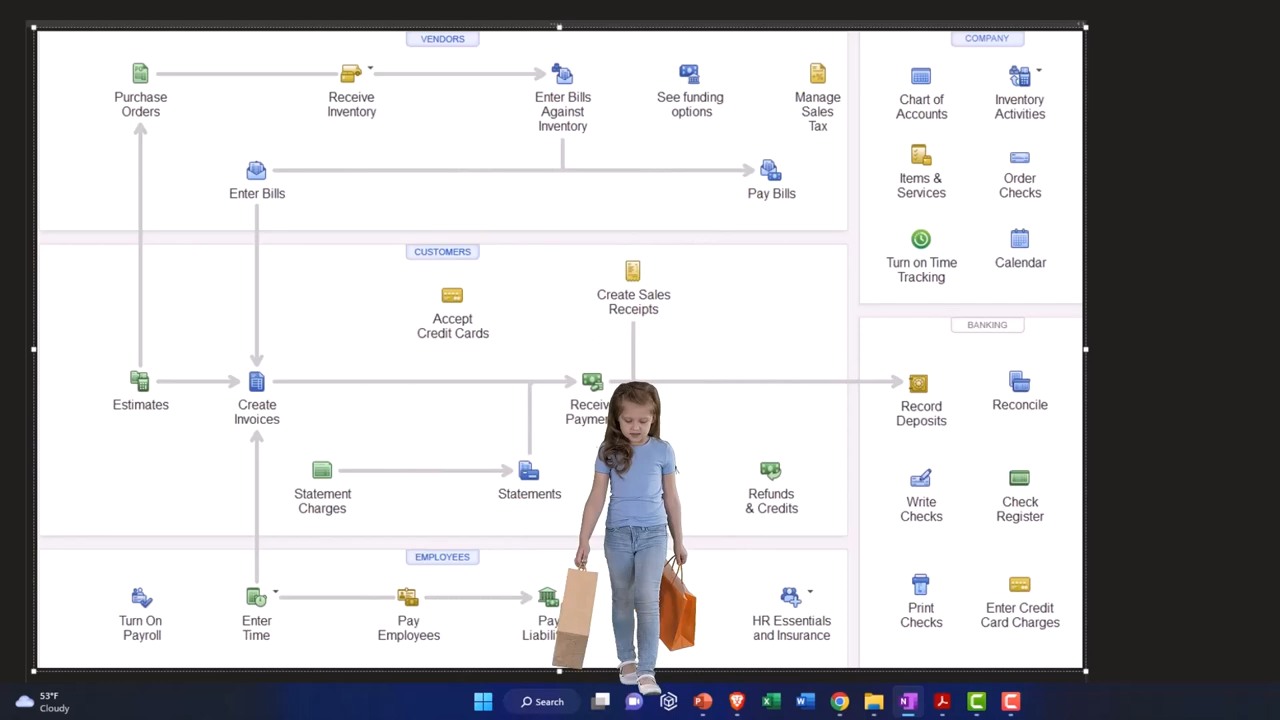 VENDORS
Purchase
Orders
Receive
Inventory
Enter Bills
Against
Inventory
See funding
options
Manage
Sales
Tax
Enter Bills
Pay Bills
COMPANY
Chart of
Accounts
Inventory
Activities
Items &
Services
Order
Checks
Turn on Time
Tracking
Calendar
CUSTOMERS
Accept
Credit Cards
Create Sales
Receipts
Estimates
Create
Invoices
Statement
Charges
Statements
Refunds
& Credits
BANKING
Record
Deposits
Reconcile
Write
Checks
Check
Register
Print
Checks
Enter Credit
Card Charges
EMPLOYEES
Turn On
Payroll
Enter
Time
Pay
Employees
Pay
HR Essentials
and Insurance
53°F
Cloudy
Search